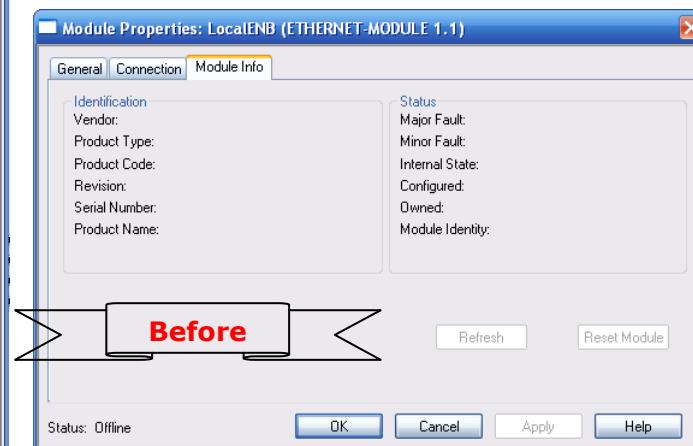 Module Properties: LocalENB (ETHERNET-MODULE 1.1)
General Connection Module Info
Identification
Vendor:
Product Type:
Product Code:
Revision:
Serial Number:
Product Name:
Status
Major Fault:
Minor Fault:
Internal State:
Configured:
Owned:
Module Identity:
Before
Refresh Reset Module
Status: Offline OK Cancel Apply Help